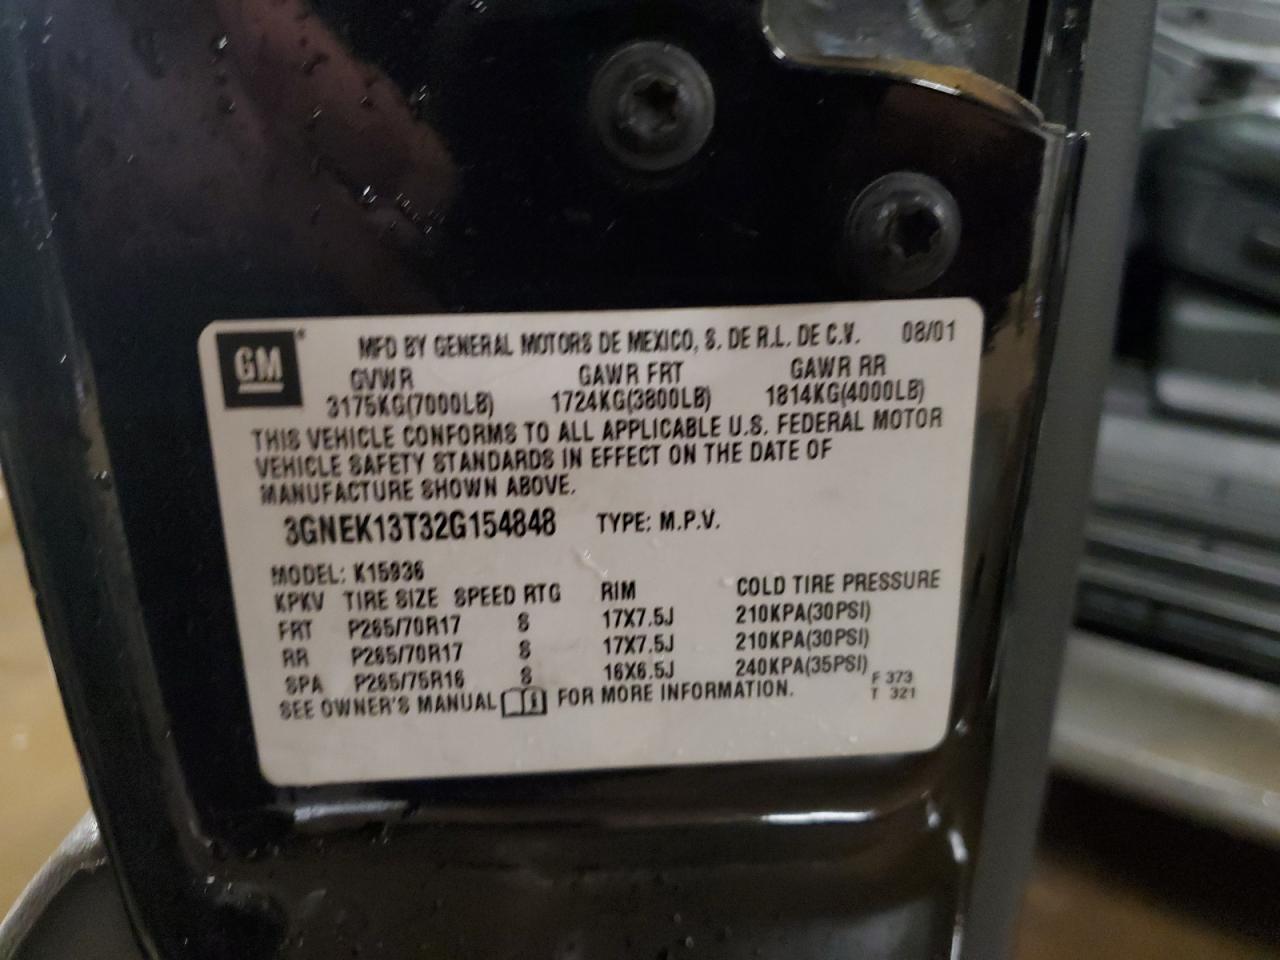 GM® MFD BY GENERAL MOTORS DE MEXICO, S. DE R.L. DE C.V. 08/01
GVWR GAWR FRT GAWR RR
3175KG(7000LB) 1724KG(3800LB) 1814KG(4000LB)
THIS VEHICLE CONFORMS TO ALL APPLICABLE U.S. FEDERAL MOTOR
VEHICLE SAFETY STANDARDS IN EFFECT ON THE DATE OF
MANUFACTURE SHOWN ABOVE.
3GNEK13T32G154848 TYPE: M.P.V.
MODEL: K15936
KPKV TIRE SIZE SPEED RTG RIM COLD TIRE PRESSURE
FRT P265/70R17 S 17X7.5J 210KPA(30PSI)
RR P265/70R17 S 17X7.5J 210KPA(30PSI)
SPA P265/75R16 S 16X6.5J 240KPA(35PSI) F 373
SEE OWNER'S MANUAL FOR MORE INFORMATION. T 321